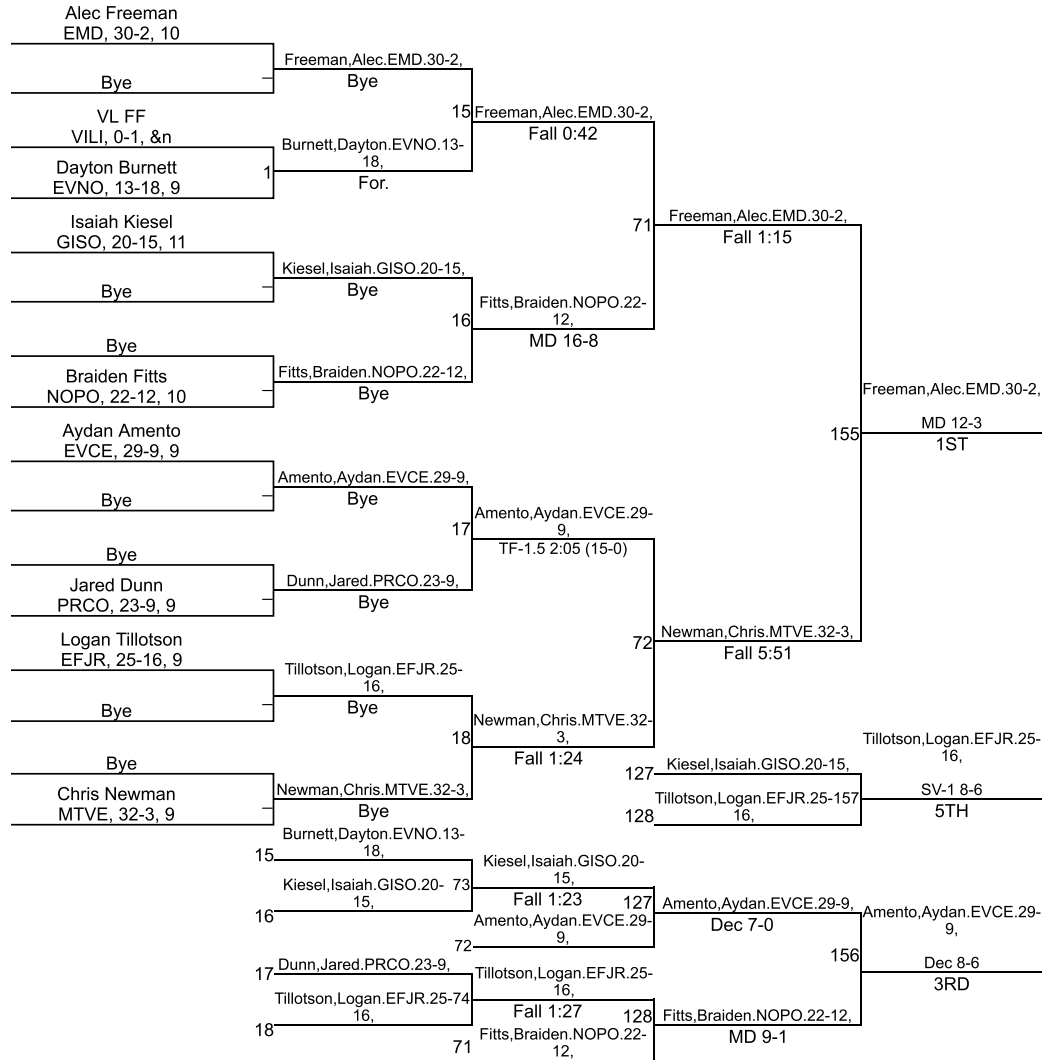 Alec Freeman
EMD, 30-2, 10
Freeman,Alec.EMD.30-2,
Bye
Bye
VL FF
VILI, 0-1, &n
15
Freeman,Alec.EMD.30-2,
Fall 0:42
Burnett,Dayton.EVNO.13-
18,
For.
1
Dayton Burnett
EVNO, 13-18, 9
Isaiah Kiesel
GISO, 20-15, 11
71
Freeman,Alec.EMD.30-2,
Fall 1:15
Kiesel,Isaiah.GISO.20-15,
Bye
Bye
16
Fitts,Braiden.NOPO.22-
12,
MD 16-8
Bye
Braiden Fitts
NOPO, 22-12, 10
Fitts,Braiden.NOPO.22-12,
Bye
Freeman,Alec.EMD.30-2,
155
MD 12-3
1ST
Aydan Amento
EVCE, 29-9, 9
Amento,Aydan.EVCE.29-9,
Bye
Bye
17
Amento,Aydan.EVCE.29-
9,
TF-1.5 2:05 (15-0)
Bye
Jared Dunn
PRCO, 23-9, 9
Dunn,Jared.PRCO.23-9,
Bye
Logan Tillotson
EFJR, 25-16, 9
72
Newman,Chris.MTVE.32-3,
Fall 5:51
Tillotson,Logan.EFJR.25-
16,
Bye
Bye
18
Newman,Chris.MTVE.32-
3,
Fall 1:24
Bye
Chris Newman
MTVE, 32-3, 9
Newman,Chris.MTVE.32-3,
Bye
127
Kiesel,Isaiah.GISO.20-15,
Tillotson,Logan.EFJR.25-
16,
157
128
Tillotson,Logan.EFJR.25-
16,
SV-1 8-6
5TH
15
Burnett,Dayton.EVNO.13-
18,
16
Kiesel,Isaiah.GISO.20-
15,
73
Kiesel,Isaiah.GISO.20-
15,
Fall 1:23
72
Amento,Aydan.EVCE.29-
9,
127
Amento,Aydan.EVCE.29-9,
Dec 7-0
17
Dunn,Jared.PRCO.23-9,
18
Tillotson,Logan.EFJR.25-
16,
74
Tillotson,Logan.EFJR.25-
16,
Fall 1:27
71
Fitts,Braiden.NOPO.22-
12,
128
Fitts,Braiden.NOPO.22-12,
MD 9-1
156
Amento,Aydan.EVCE.29-
9,
Dec 8-6
3RD